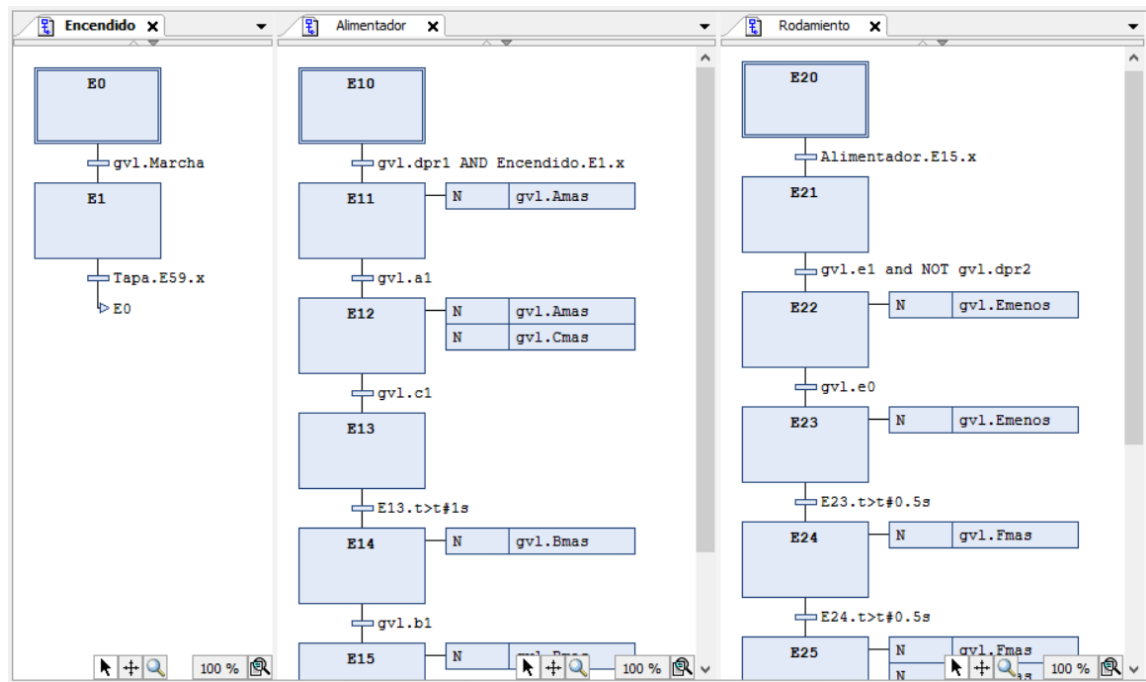 Encendido
E0
gvl.Marcha
E1
Tapa.E59.x
E0
100 %
Alimentador
E10
gvl.dpr1 AND Encendido.E1.x
E11
N gvl.Amas
gvl.a1
E12
N gvl.Amas
N gvl.Cmas
gvl.c1
E13
E13.t>t#1s
E14
N gvl.Bmas
gvl.b1
E15
N
100 %
Rodamiento
E20
Alimentador.E15.x
E21
gvl.e1 and NOT gvl.dpr2
E22
N gvl.Emenos
gvl.e0
E23
N gvl.Emenos
E23.t>t#0.5s
E24
N gvl.Fmas
E24.t>t#0.5s
E25
N gvl.Fmas
N
100 %